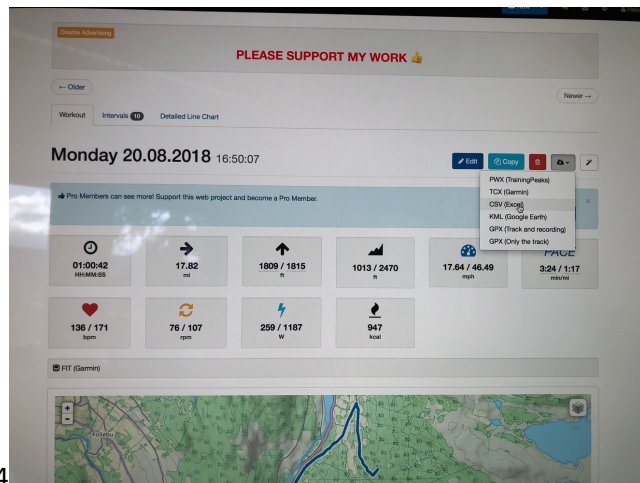 Disable Advertising
PLEASE SUPPORT MY WORK 👍
← Older
Newer →
Workout Intervals 10 Detailed Line Chart
Monday 20.08.2018 16:50:07
Edit Copy
PWX (TrainingPeaks)
TCX (Garmin)
CSV (Excel)
KML (Google Earth)
GPX (Track and recording)
GPX (Only the track)
Pro Members can see more! Support this web project and become a Pro Member. ×
01:00:42
HH:MM:SS
17.82
mi
1809 / 1815
ft
1013 / 2470
ft
17.64 / 46.49
mph
PACE
3:24 / 1:17
min/mi
136 / 171
bpm
76 / 107
rpm
259 / 1187
W
947
kcal
FIT (Garmin)
+
-
Follebu
4